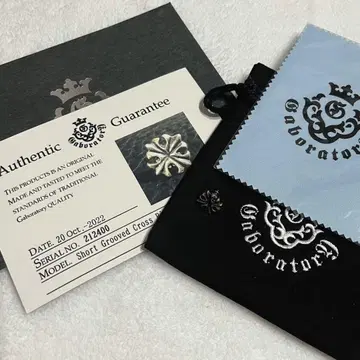 Authentic Guarantee
Gaboratory
THIS PRODUCTS IS AN ORIGINAL
MADE AND TASTED TO MEET THE
STANDARDS OF TRADITIONAL
Gaboratory QUALITY
DATE. 20 Oct.-2022
SERIAL NO. 212400
MODEL. Short Grooved Cross
Gaboratory
Gaboratory